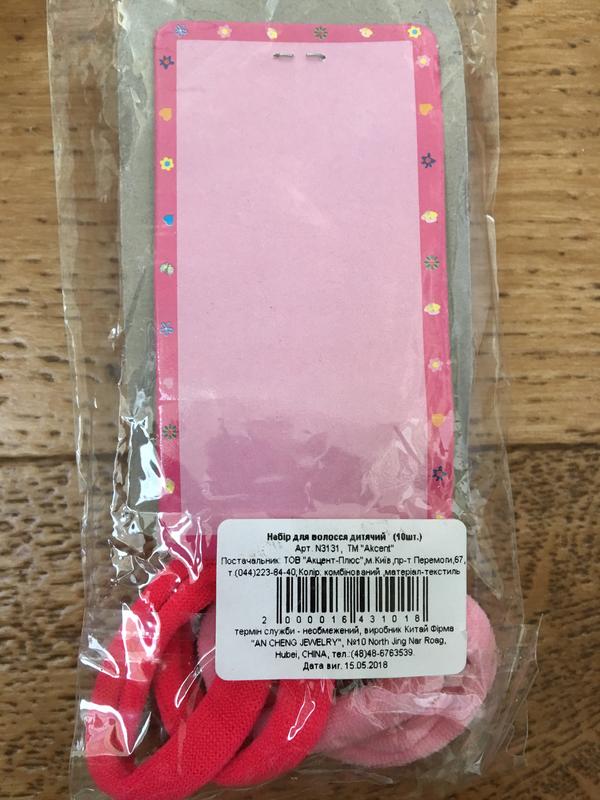 Набір для волосся дитячий (10шт.)
Арт. N3131, ТМ "Akcent"
Постачальник: ТОВ "Акцент-Плюс",м.Київ,пр-т Перемоги,67,
т.(044)223-84-40,Колір: комбінований ,матеріал-текстиль
2 000016 431018
термін служби - необмежений, виробник Китай Фірма
"AN CHENG JEWELRY", №10 North Jing Nar Roag,
Hubei, CHINA, тел.:(48)48-6763539.
Дата виг. 15.05.2018